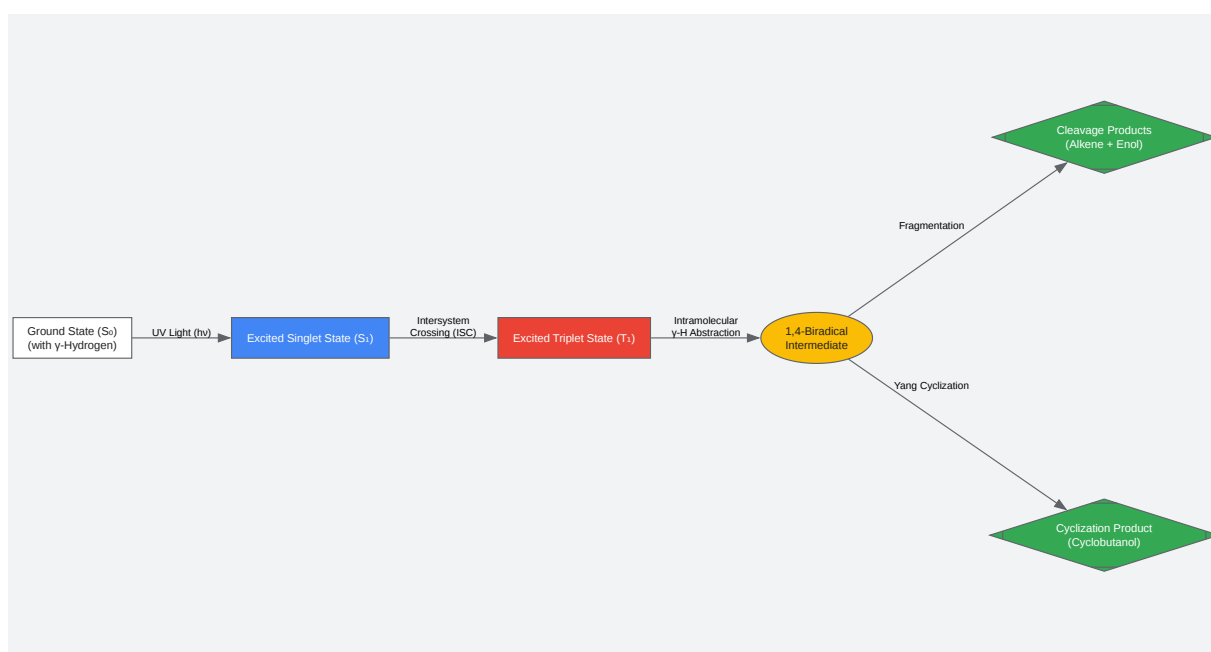 Ground State (S₀)
(with γ-Hydrogen)
UV Light (hν)
Excited Singlet State (S₁)
Intersystem
Crossing (ISC)
Excited Triplet State (T₁)
Intramolecular
γ-H Abstraction
1,4-Biradical
Intermediate
Fragmentation
Cleavage Products
(Alkene + Enol)
Yang Cyclization
Cyclization Product
(Cyclobutanol)